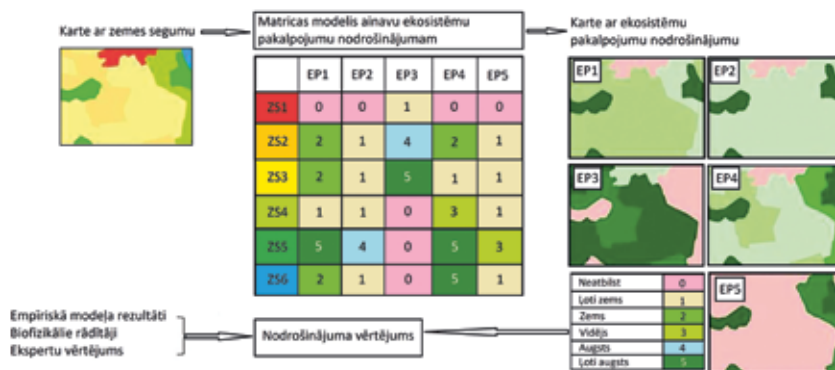 Karte ar zemes segumu
Matricas modelis ainavu ekosistēmu
pakalpojumu nodrošinājumam
Karte ar ekosistēmu
pakalpojumu nodrošinājumu
EP1 EP2 EP3 EP4 EP5
ZS1 0 0 1 0 0
ZS2 2 1 4 2 1
ZS3 2 1 5 1 1
ZS4 1 1 0 3 1
ZS5 5 4 0 5 3
ZS6 2 1 0 5 1
EP1
EP2
EP3
EP4
EP5
Neatbilst 0
Ļoti zems 1
Zems 2
Vidējs 3
Augsts 4
Ļoti augsts 5
Empīriskā modeļa rezultāti
Biofizikālie rādītāji
Ekspertu vērtējums
Nodrošinājuma vērtējums